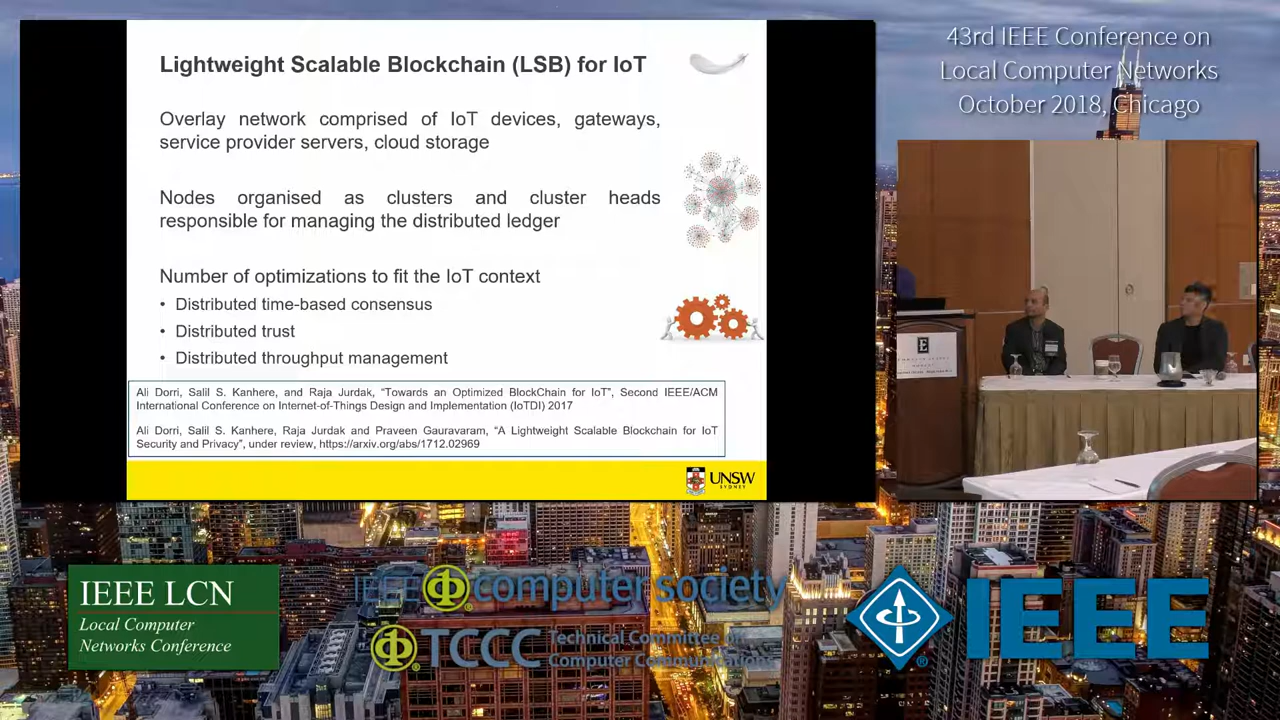 Lightweight Scalable Blockchain (LSB) for IoT
Overlay network comprised of IoT devices, gateways,
service provider servers, cloud storage
Nodes organised as clusters and cluster heads
responsible for managing the distributed ledger
Number of optimizations to fit the IoT context
• Distributed time-based consensus
• Distributed trust
• Distributed throughput management
Ali Dorri, Salil S. Kanhere, and Raja Jurdak, “Towards an Optimized BlockChain for IoT”, Second IEEE/ACM
International Conference on Internet-of-Things Design and Implementation (IoTDI) 2017
Ali Dorri, Salil S. Kanhere, Raja Jurdak and Praveen Gauravaram, “A Lightweight Scalable Blockchain for IoT
Security and Privacy”, under review, https://arxiv.org/abs/1712.02969
UNSW
SYDNEY
43rd IEEE Conference on
Local Computer Networks
October 2018, Chicago
E
IEEE LCN
Local Computer
Networks Conference
IEEE computer society
TCCC Technical Committee on
Computer Communications
IEEE
®